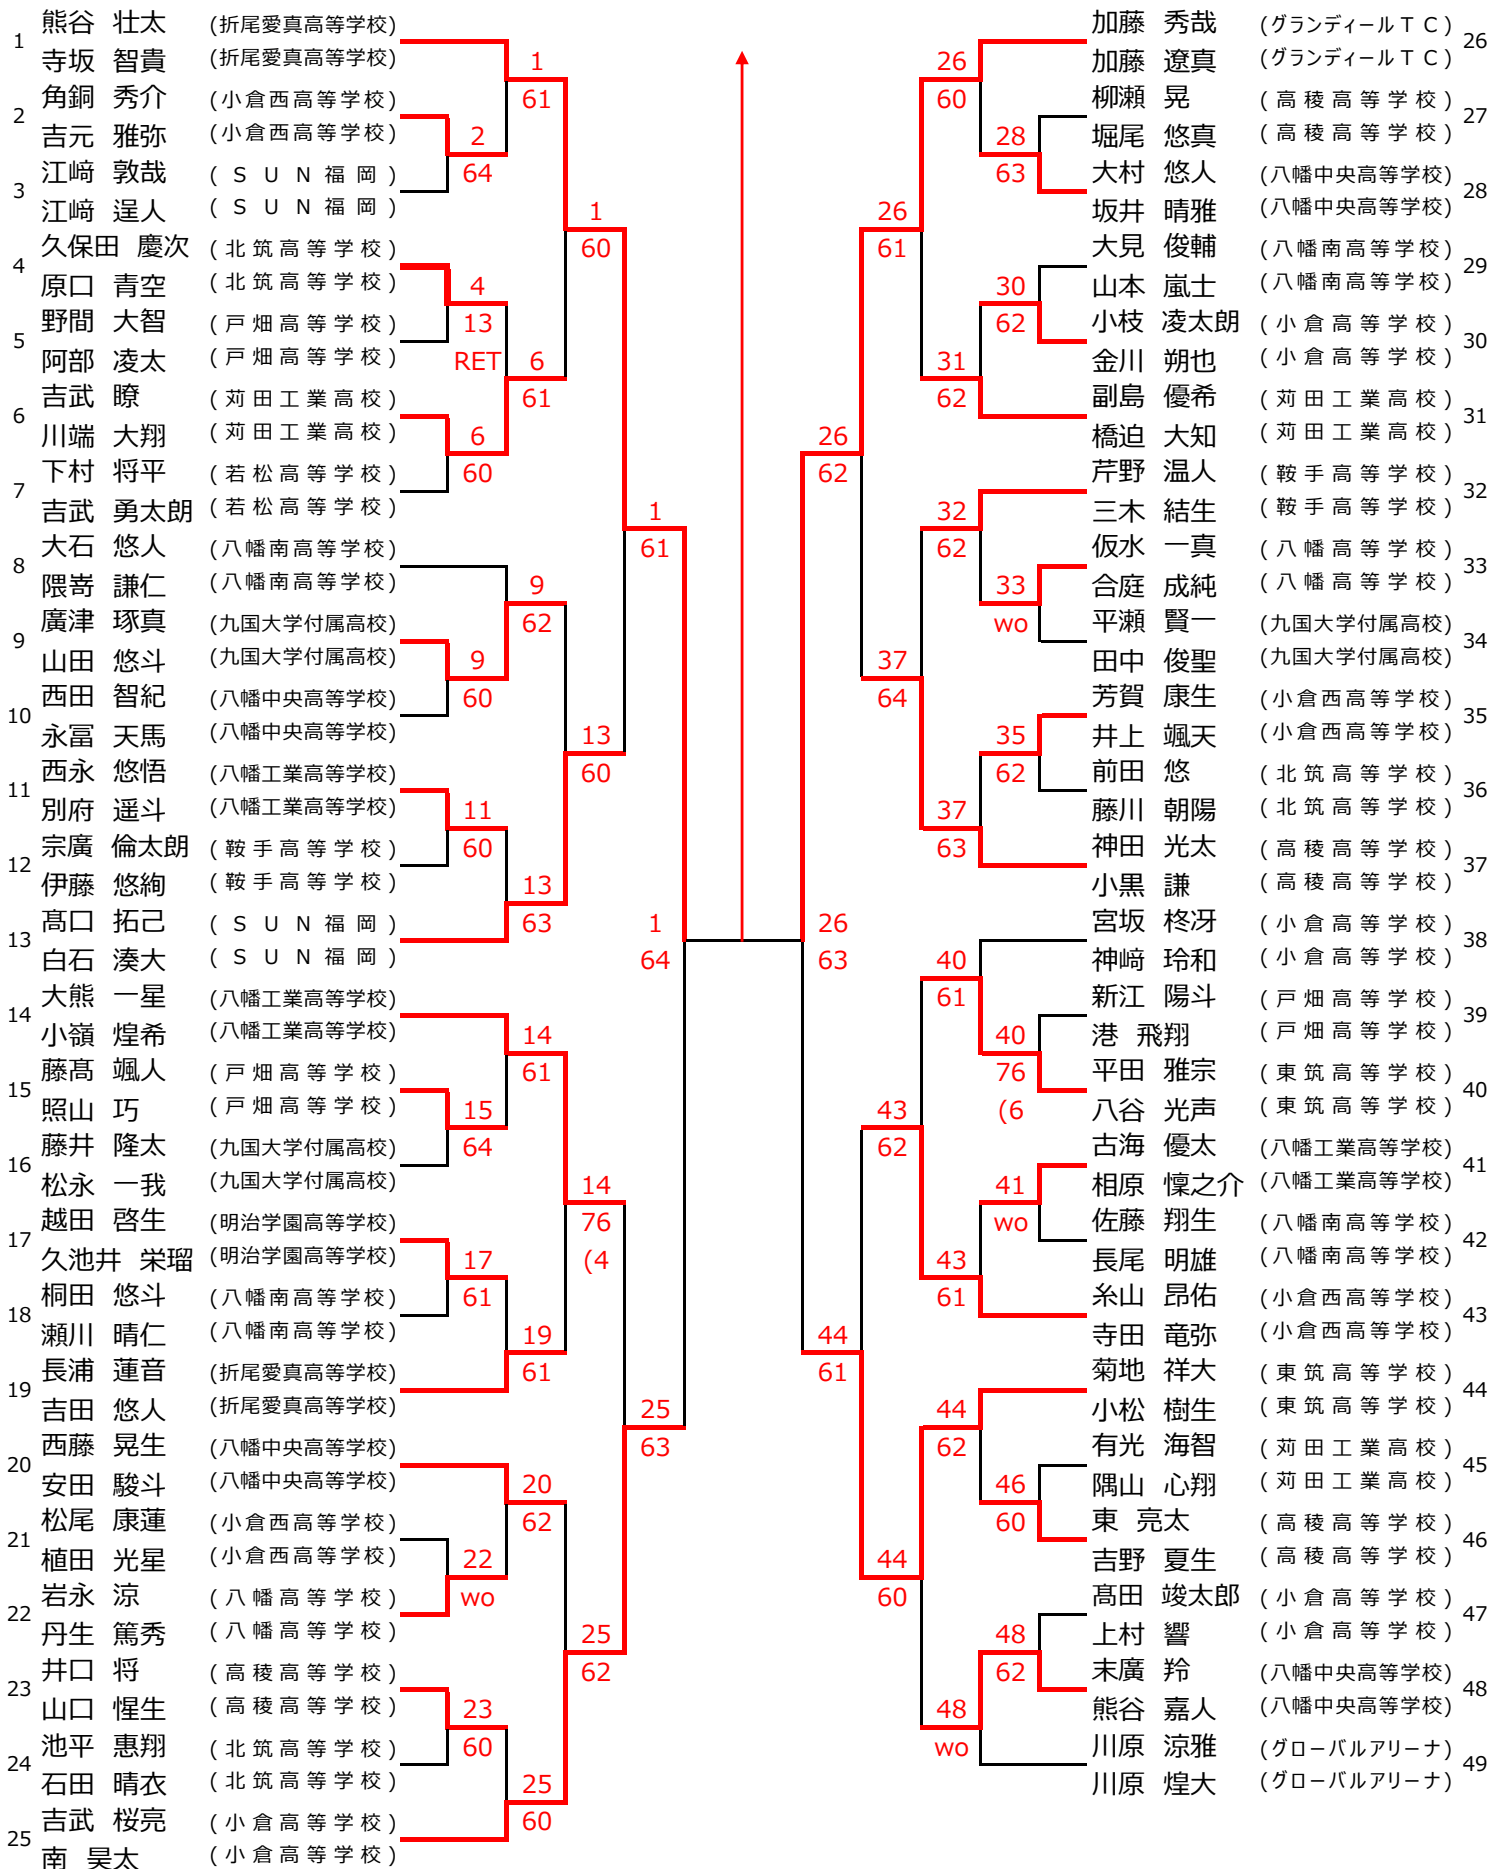 1 熊谷 壮太 (折尾愛真高等学校)
寺坂 智貴 (折尾愛真高等学校)
2 角銅 秀介 (小倉西高等学校)
吉元 雅弥 (小倉西高等学校)
3 江﨑 敦哉 (SUN福岡)
江﨑 逞人 (SUN福岡)
4 久保田 慶次 (北筑高等学校)
原口 青空 (北筑高等学校)
5 野間 大智 (戸畑高等学校)
阿部 凌太 (戸畑高等学校)
6 吉武 瞭 (苅田工業高校)
川端 大翔 (苅田工業高校)
7 下村 将平 (若松高等学校)
吉武 勇太朗 (若松高等学校)
8 大石 悠人 (八幡南高等学校)
隈嵜 謙仁 (八幡南高等学校)
9 廣津 琢真 (九国大学付属高校)
山田 悠斗 (九国大学付属高校)
10 西田 智紀 (八幡中央高等学校)
永冨 天馬 (八幡中央高等学校)
11 西永 悠悟 (八幡工業高等学校)
別府 遥斗 (八幡工業高等学校)
12 宗廣 倫太朗 (鞍手高等学校)
伊藤 悠絢 (鞍手高等学校)
13 髙口 拓己 (SUN福岡)
白石 湊大 (SUN福岡)
14 大熊 一星 (八幡工業高等学校)
小嶺 煌希 (八幡工業高等学校)
15 藤髙 颯人 (戸畑高等学校)
照山 巧 (戸畑高等学校)
16 藤井 隆太 (九国大学付属高校)
松永 一我 (九国大学付属高校)
17 越田 啓生 (明治学園高等学校)
久池井 栄瑠 (明治学園高等学校)
18 桐田 悠斗 (八幡南高等学校)
瀬川 晴仁 (八幡南高等学校)
19 長浦 蓮音 (折尾愛真高等学校)
吉田 悠人 (折尾愛真高等学校)
20 西藤 晃生 (八幡中央高等学校)
安田 駿斗 (八幡中央高等学校)
21 松尾 康蓮 (小倉西高等学校)
植田 光星 (小倉西高等学校)
22 岩永 涼 (八幡高等学校)
丹生 篤秀 (八幡高等学校)
23 井口 将 (高稜高等学校)
山口 惺生 (高稜高等学校)
24 池平 惠翔 (北筑高等学校)
石田 晴衣 (北筑高等学校)
25 吉武 桜亮 (小倉高等学校)
南 昊太 (小倉高等学校)
2
64
4
13
RET
6
60
9
60
11
60
15
64
17
61
22
wo
23
60
1
61
6
61
9
62
13
63
14
61
19
61
20
62
25
60
1
60
13
60
14
76
(4
25
62
1
61
25
63
1
64
26
63
26
62
44
61
26
61
37
64
43
62
44
60
26
60
31
62
32
62
37
63
40
61
43
61
44
62
48
wo
28
63
30
62
33
wo
35
62
40
76
(6
41
wo
46
60
48
62
加藤 秀哉 (グランディールTC) 26
加藤 遼真 (グランディールTC)
柳瀬 晃 (高稜高等学校) 27
堀尾 悠真 (高稜高等学校)
大村 悠人 (八幡中央高等学校) 28
坂井 晴雅 (八幡中央高等学校)
大見 俊輔 (八幡南高等学校) 29
山本 嵐士 (八幡南高等学校)
小枝 凌太朗 (小倉高等学校) 30
金川 朔也 (小倉高等学校)
副島 優希 (苅田工業高校) 31
橋迫 大知 (苅田工業高校)
芹野 温人 (鞍手高等学校) 32
三木 結生 (鞍手高等学校)
仮水 一真 (八幡高等学校) 33
合庭 成純 (八幡高等学校)
平瀬 賢一 (九国大学付属高校) 34
田中 俊聖 (九国大学付属高校)
芳賀 康生 (小倉西高等学校) 35
井上 颯天 (小倉西高等学校)
前田 悠 (北筑高等学校) 36
藤川 朝陽 (北筑高等学校)
神田 光太 (高稜高等学校) 37
小黒 謙 (高稜高等学校)
宮坂 柊冴 (小倉高等学校) 38
神﨑 玲和 (小倉高等学校)
新江 陽斗 (戸畑高等学校) 39
港 飛翔 (戸畑高等学校)
平田 雅宗 (東筑高等学校) 40
八谷 光声 (東筑高等学校)
古海 優太 (八幡工業高等学校) 41
相原 懍之介 (八幡工業高等学校)
佐藤 翔生 (八幡南高等学校) 42
長尾 明雄 (八幡南高等学校)
糸山 昂佑 (小倉西高等学校) 43
寺田 竜弥 (小倉西高等学校)
菊地 祥大 (東筑高等学校) 44
小松 樹生 (東筑高等学校)
有光 海智 (苅田工業高校) 45
隅山 心翔 (苅田工業高校)
東 亮太 (高稜高等学校) 46
吉野 夏生 (高稜高等学校)
髙田 竣太郎 (小倉高等学校) 47
上村 響 (小倉高等学校)
末廣 羚 (八幡中央高等学校) 48
熊谷 嘉人 (八幡中央高等学校)
川原 涼雅 (グローバルアリーナ) 49
川原 煌大 (グローバルアリーナ)